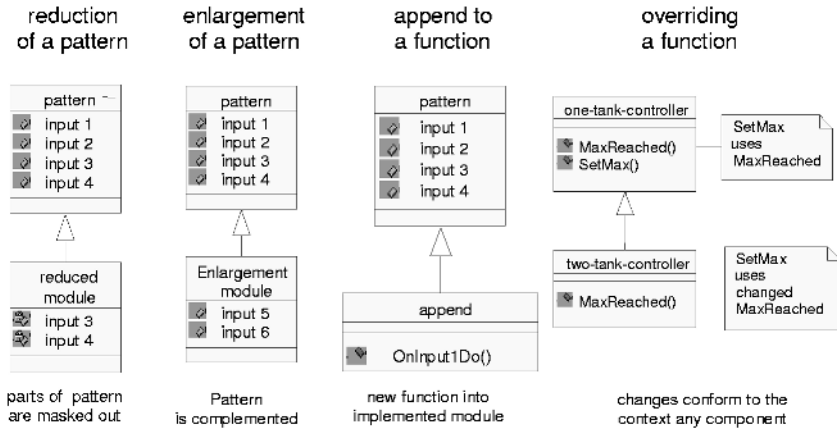 reduction
of a pattern
pattern
input 1
input 2
input 3
input 4
reduced
module
input 3
input 4
parts of pattern
are masked out
enlargement
of a pattern
pattern
input 1
input 2
input 3
input 4
Enlargement
module
input 5
input 6
Pattern
is complemented
append to
a function
pattern
input 1
input 2
input 3
input 4
append
OnInput1Do()
new function into
implemented module
overriding
a function
one-tank-controller
MaxReached()
SetMax()
SetMax
uses
MaxReached
two-tank-controller
MaxReached()
SetMax
uses
changed
MaxReached
changes conform to the
context any component